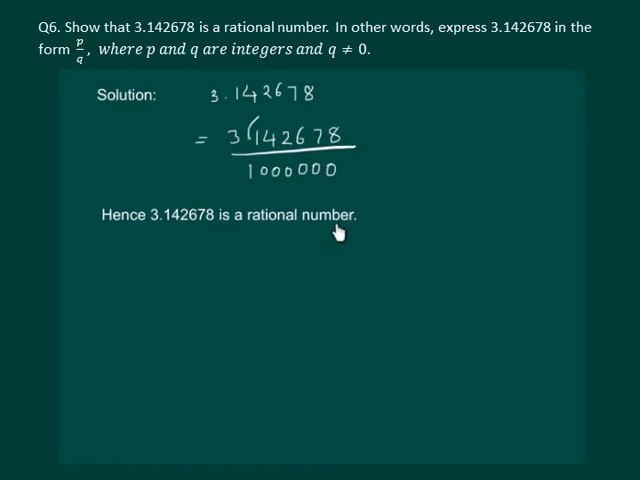 Q6. Show that 3.142678 is a rational number. In other words, express 3.142678 in the
form p/q, where p and q are integers and q ≠ 0.
Solution: 3.142678
= 3142678
1000000
Hence 3.142678 is a rational number.